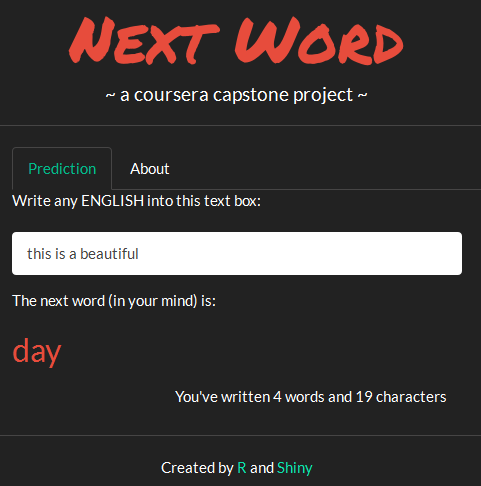 Next Word
~ a coursera capstone project ~
Prediction About
Write any ENGLISH into this text box:
this is a beautiful
The next word (in your mind) is:
day
You've written 4 words and 19 characters
Created by R and Shiny